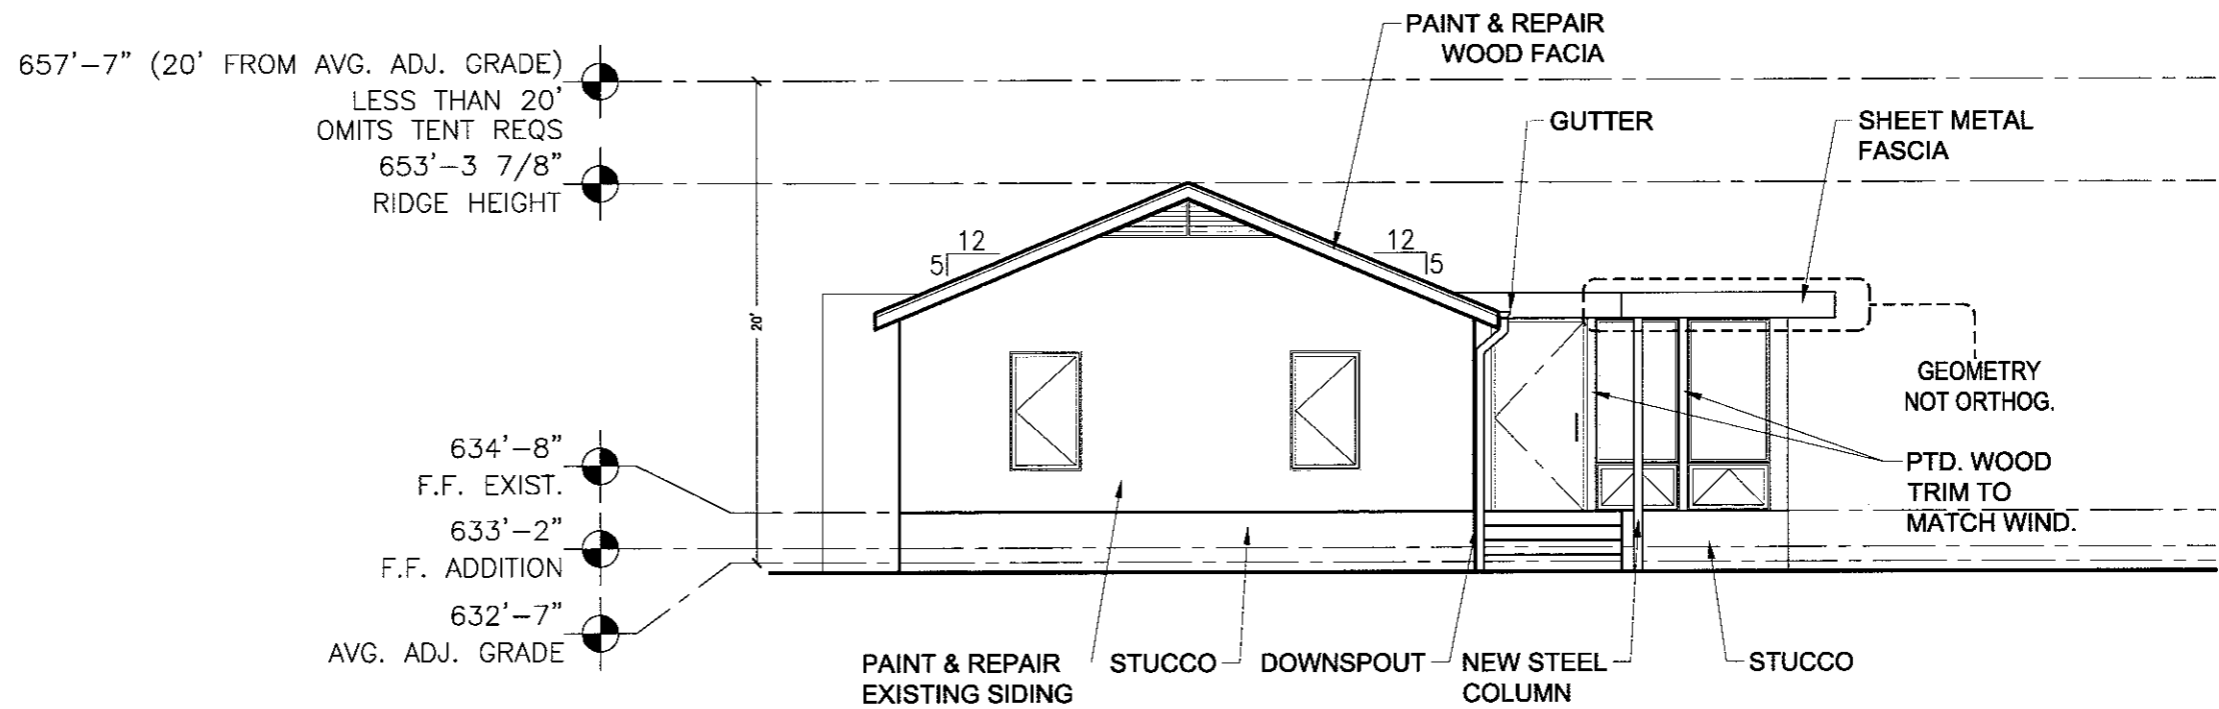 657'-7" (20' FROM AVG. ADJ. GRADE)
LESS THAN 20'
OMITS TENT REQS
653'-3 7/8"
RIDGE HEIGHT
634'-8"
F.F. EXIST.
633'-2"
F.F. ADDITION
632'-7"
AVG. ADJ. GRADE
20'
12
5
12
5
PAINT & REPAIR
WOOD FACIA
GUTTER
SHEET METAL
FASCIA
GEOMETRY
NOT ORTHOG.
PTD. WOOD
TRIM TO
MATCH WIND.
PAINT & REPAIR
EXISTING SIDING
STUCCO
DOWNSPOUT
NEW STEEL
COLUMN
STUCCO